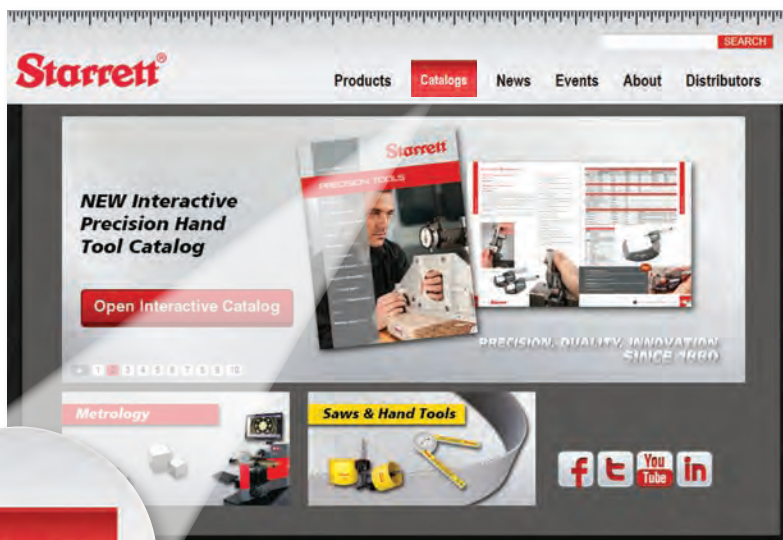 SEARCH
Starrett®
Products Catalogs News Events About Distributors
NEW Interactive
Precision Hand
Tool Catalog
Open Interactive Catalog
1 2 3 4 5 6 7 8 9 10
Starrett
PRECISION TOOLS
PRECISION, QUALITY, INNOVATION
SINCE 1880
Metrology
Saws & Hand Tools
f t You
Tube in